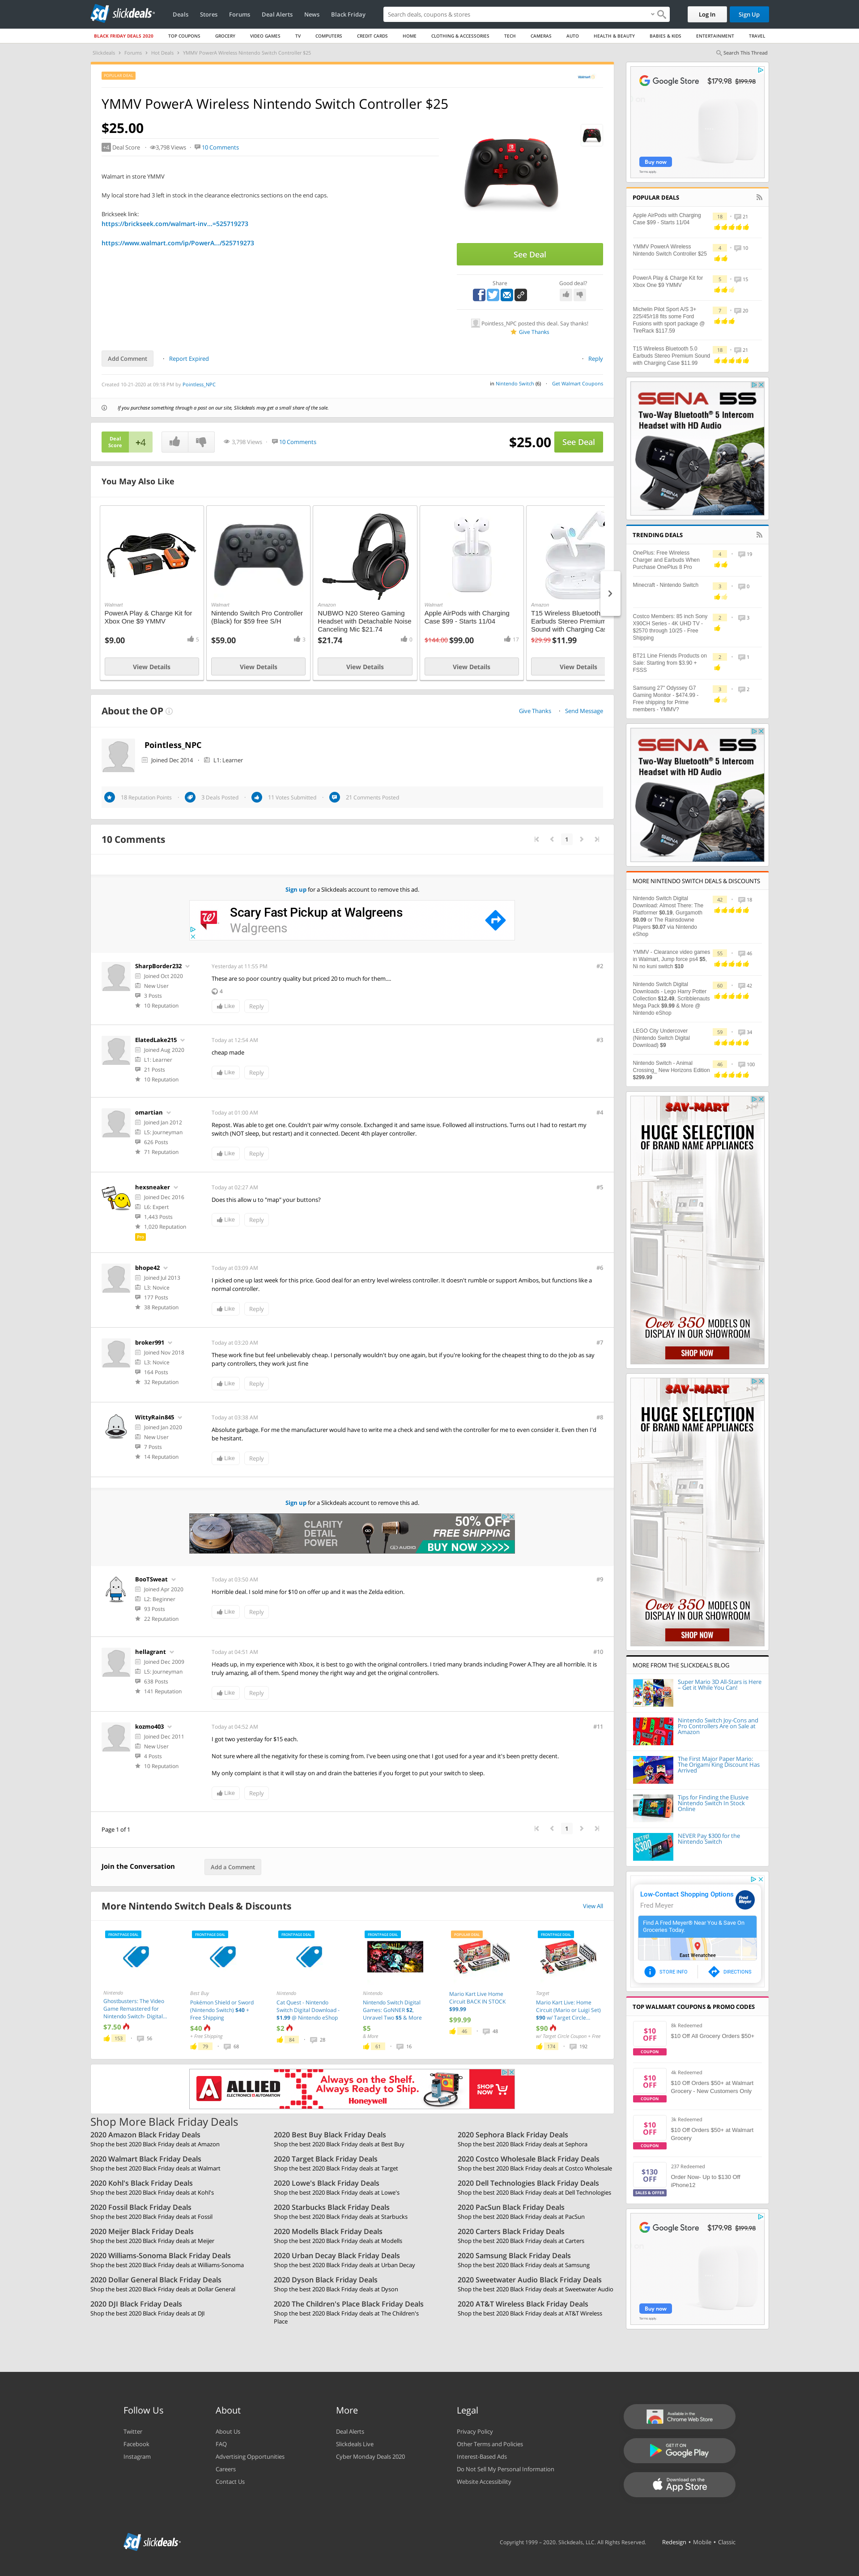 slickdeals
Deals
Stores
Forums
Deal Alerts
News
Black Friday
Search deals, coupons & stores
Log In
Sign Up
BLACK FRIDAY DEALS 2020
TOP COUPONS
GROCERY
VIDEO GAMES
TV
COMPUTERS
CREDIT CARDS
HOME
CLOTHING & ACCESSORIES
TECH
CAMERAS
AUTO
HEALTH & BEAUTY
BABIES & KIDS
ENTERTAINMENT
TRAVEL
Slickdeals
Forums
Hot Deals
YMMV PowerA Wireless Nintendo Switch Controller $25
Search This Thread
POPULAR DEAL
YMMV PowerA Wireless Nintendo Switch Controller $25
$25.00
+4 Deal Score
3,798 Views
10 Comments
Walmart in store YMMV
My local store had 3 left in stock in the clearance electronics sections on the end caps.
Brickseek link:
https://brickseek.com/walmart-inv...=525719273
https://www.walmart.com/ip/PowerA.../525719273
See Deal
Share
Good deal?
Pointless_NPC posted this deal. Say thanks!
Give Thanks
Add Comment
Report Expired
Reply
Created 10-21-2020 at 09:18 PM by Pointless_NPC
in Nintendo Switch (6)
Get Walmart Coupons
If you purchase something through a post on our site, Slickdeals may get a small share of the sale.
Deal
Score
+4
3,798 Views
10 Comments
$25.00
See Deal
You May Also Like
Walmart
PowerA Play & Charge Kit for
Xbox One $9 YMMV
$9.00
5
View Details
Walmart
Nintendo Switch Pro Controller
(Black) for $59 free S/H
$59.00
3
View Details
Amazon
NUBWO N20 Stereo Gaming
Headset with Detachable Noise
Canceling Mic $21.74
$21.74
0
View Details
Walmart
Apple AirPods with Charging
Case $99 - Starts 11/04
$144.00 $99.00
17
View Details
Amazon
T15 Wireless Bluetooth
Earbuds Stereo Premium
Sound with Charging Cas
$29.99 $11.99
View Details
About the OP
Give Thanks
Send Message
Pointless_NPC
Joined Dec 2014
L1: Learner
18 Reputation Points
3 Deals Posted
11 Votes Submitted
21 Comments Posted
10 Comments
1
Sign up for a Slickdeals account to remove this ad.
Scary Fast Pickup at Walgreens
Walgreens
SharpBorder232
Joined Oct 2020
New User
3 Posts
10 Reputation
Yesterday at 11:55 PM
#2
These are so poor country quality but priced 20 to much for them....
4
Like
Reply
ElatedLake215
Joined Aug 2020
L1: Learner
21 Posts
10 Reputation
Today at 12:54 AM
#3
cheap made
Like
Reply
omartian
Joined Jan 2012
L5: Journeyman
626 Posts
71 Reputation
Today at 01:00 AM
#4
Repost. Was able to get one. Couldn't pair w/my console. Exchanged it and same issue. Followed all instructions. Turns out I had to restart my
switch (NOT sleep, but restart) and it connected. Decent 4th player controller.
Like
Reply
hexsneaker
Joined Dec 2016
L6: Expert
1,443 Posts
1,020 Reputation
Pro
Today at 02:27 AM
#5
Does this allow u to "map" your buttons?
Like
Reply
bhope42
Joined Jul 2013
L3: Novice
177 Posts
38 Reputation
Today at 03:09 AM
#6
I picked one up last week for this price. Good deal for an entry level wireless controller. It doesn't rumble or support Amibos, but functions like a
normal controller.
Like
Reply
broker991
Joined Nov 2018
L3: Novice
164 Posts
32 Reputation
Today at 03:20 AM
#7
These work fine but feel unbelievably cheap. I personally wouldn't buy one again, but if you're looking for the cheapest thing to do the job as say
party controllers, they work just fine
Like
Reply
WittyRain845
Joined Jan 2020
New User
7 Posts
14 Reputation
Today at 03:38 AM
#8
Absolute garbage. For me the manufacturer would have to write me a check and send with the controller for me to even consider it. Even then I'd
be hesitant.
Like
Reply
Sign up for a Slickdeals account to remove this ad.
CLARITY
DETAIL
POWER
50% OFF
FREE SHIPPING
BUY NOW >>>>>
BooTSweat
Joined Apr 2020
L2: Beginner
93 Posts
22 Reputation
Today at 03:50 AM
#9
Horrible deal. I sold mine for $10 on offer up and it was the Zelda edition.
Like
Reply
hellagrant
Joined Dec 2009
L5: Journeyman
638 Posts
141 Reputation
Today at 04:51 AM
#10
Heads up, in my experience with Xbox, it is best to go with the original controllers. I tried many brands including Power A.They are all horrible. It is
truly amazing, all of them. Spend money the right way and get the original controllers.
Like
Reply
kozmo403
Joined Dec 2011
New User
4 Posts
10 Reputation
Today at 04:52 AM
#11
I got two yesterday for $15 each.
Not sure where all the negativity for these is coming from. I've been using one that I got used for a year and it's been pretty decent.
My only complaint is that it will stay on and drain the batteries if you forget to put your switch to sleep.
Like
Reply
Page 1 of 1
1
Join the Conversation
Add a Comment
More Nintendo Switch Deals & Discounts
View All
FRONTPAGE DEAL
Nintendo
Ghostbusters: The Video
Game Remastered for
Nintendo Switch- Digital...
$7.50
153
56
FRONTPAGE DEAL
Best Buy
Pokémon Shield or Sword
(Nintendo Switch) $40 +
Free Shipping
$40
+ Free Shipping
79
68
FRONTPAGE DEAL
Nintendo
Cat Quest - Nintendo
Switch Digital Download -
$1.99 @ Nintendo eShop
$2
84
28
FRONTPAGE DEAL
Nintendo
Nintendo Switch Digital
Games: GoNNER $2,
Unravel Two $5 & More
$5
& More
61
16
POPULAR DEAL
Mario Kart Live Home
Circuit BACK IN STOCK
$99.99
$99.99
46
48
FRONTPAGE DEAL
Target
Mario Kart Live: Home
Circuit (Mario or Luigi Set)
$90 w/ Target Circle...
$90
w/ Target Circle Coupon + Free
174
192
ALLIED
ELECTRONICS & AUTOMATION
Always on.
Always Ready to Ship.
SHOP
NOW
Shop More Black Friday Deals
2020 Amazon Black Friday Deals
Shop the best 2020 Black Friday deals at Amazon
2020 Best Buy Black Friday Deals
Shop the best 2020 Black Friday deals at Best Buy
2020 Sephora Black Friday Deals
Shop the best 2020 Black Friday deals at Sephora
2020 Walmart Black Friday Deals
Shop the best 2020 Black Friday deals at Walmart
2020 Target Black Friday Deals
Shop the best 2020 Black Friday deals at Target
2020 Costco Wholesale Black Friday Deals
Shop the best 2020 Black Friday deals at Costco Wholesale
2020 Kohl's Black Friday Deals
Shop the best 2020 Black Friday deals at Kohl's
2020 Lowe's Black Friday Deals
Shop the best 2020 Black Friday deals at Lowe's
2020 Dell Technologies Black Friday Deals
Shop the best 2020 Black Friday deals at Dell Technologies
2020 Fossil Black Friday Deals
Shop the best 2020 Black Friday deals at Fossil
2020 Starbucks Black Friday Deals
Shop the best 2020 Black Friday deals at Starbucks
2020 PacSun Black Friday Deals
Shop the best 2020 Black Friday deals at PacSun
2020 Meijer Black Friday Deals
Shop the best 2020 Black Friday deals at Meijer
2020 Modells Black Friday Deals
Shop the best 2020 Black Friday deals at Modells
2020 Carters Black Friday Deals
Shop the best 2020 Black Friday deals at Carters
2020 Williams-Sonoma Black Friday Deals
Shop the best 2020 Black Friday deals at Williams-Sonoma
2020 Urban Decay Black Friday Deals
Shop the best 2020 Black Friday deals at Urban Decay
2020 Samsung Black Friday Deals
Shop the best 2020 Black Friday deals at Samsung
2020 Dollar General Black Friday Deals
Shop the best 2020 Black Friday deals at Dollar General
2020 Dyson Black Friday Deals
Shop the best 2020 Black Friday deals at Dyson
2020 Sweetwater Audio Black Friday Deals
Shop the best 2020 Black Friday deals at Sweetwater Audio
2020 DJI Black Friday Deals
Shop the best 2020 Black Friday deals at DJI
2020 The Children's Place Black Friday Deals
Shop the best 2020 Black Friday deals at The Children's
Place
2020 AT&T Wireless Black Friday Deals
Shop the best 2020 Black Friday deals at AT&T Wireless
Google Store
$179.98 $199.98
Buy now
POPULAR DEALS
Apple AirPods with Charging
Case $99 - Starts 11/04
18
21
YMMV PowerA Wireless
Nintendo Switch Controller $25
4
10
PowerA Play & Charge Kit for
Xbox One $9 YMMV
5
15
Michelin Pilot Sport A/S 3+
225/45/r18 fits some Ford
Fusions with sport package @
TireRack $117.59
7
20
T15 Wireless Bluetooth 5.0
Earbuds Stereo Premium Sound
with Charging Case $11.99
18
21
SENA 5S
Two-Way Bluetooth® 5 Intercom
Headset with HD Audio
TRENDING DEALS
OnePlus: Free Wireless
Charger and Earbuds When
Purchase OnePlus 8 Pro
4
19
Minecraft - Nintendo Switch
3
0
Costco Members: 85 inch Sony
X90CH Series - 4K UHD TV -
$2570 through 10/25 - Free
Shipping
2
3
BT21 Line Friends Products on
Sale: Starting from $3.90 +
FSSS
2
1
Samsung 27" Odyssey G7
Gaming Monitor - $474.99 -
Free shipping for Prime
members - YMMV?
3
2
SENA 5S
Two-Way Bluetooth® 5 Intercom
Headset with HD Audio
MORE NINTENDO SWITCH DEALS & DISCOUNTS
Nintendo Switch Digital
Download: Almost There: The
Platformer $0.19, Gurgamoth
$0.09 or The Rainsdowne
Players $0.07 via Nintendo
eShop
42
18
YMMV - Clearance video games
in Walmart, Jump force ps4 $5,
Ni no kuni switch $10
55
46
Nintendo Switch Digital
Downloads - Lego Harry Potter
Collection $12.49, Scribblenauts
Mega Pack $9.99 & More @
Nintendo eShop
60
42
LEGO City Undercover
(Nintendo Switch Digital
Download) $9
59
34
Nintendo Switch - Animal
Crossing_ New Horizons Edition
$299.99
46
100
SAV-MART
HUGE SELECTION
OF BRAND NAME APPLIANCES
Over 350 MODELS ON
DISPLAY IN OUR SHOWROOM!
SHOP NOW
SAV-MART
HUGE SELECTION
OF BRAND NAME APPLIANCES
Over 350 MODELS ON
DISPLAY IN OUR SHOWROOM!
SHOP NOW
MORE FROM THE SLICKDEALS BLOG
Super Mario 3D All-Stars is Here
– Get it While You Can!
Nintendo Switch Joy-Cons and
Pro Controllers Are on Sale at
Amazon
The First Major Paper Mario:
The Origami King Discount Has
Arrived
Tips for Finding the Elusive
Nintendo Switch In Stock
Online
NEVER Pay $300 for the
Nintendo Switch
Low-Contact Shopping Options
Fred Meyer
Find A Fred Meyer® Near You & Save On
Groceries Today
East Wenatchee
STORE INFO
DIRECTIONS
TOP WALMART COUPONS & PROMO CODES
$10
OFF
COUPON
8k Redeemed
$10 Off All Grocery Orders $50+
$10
OFF
COUPON
4k Redeemed
$10 Off Orders $50+ at Walmart
Grocery - New Customers Only
$10
OFF
COUPON
3k Redeemed
$10 Off Orders $50+ at Walmart
Grocery
$130
OFF
SALES & OFFER
237 Redeemed
Order Now- Up to $130 Off
iPhone12
Google Store
$179.98 $199.98
Buy now
Follow Us
Twitter
Facebook
Instagram
About
About Us
FAQ
Advertising Opportunities
Careers
Contact Us
More
Deal Alerts
Slickdeals Live
Cyber Monday Deals 2020
Legal
Privacy Policy
Other Terms and Policies
Interest-Based Ads
Do Not Sell My Personal Information
Website Accessibility
Available in the
Chrome Web Store
GET IT ON
Google Play
Download on the
App Store
slickdeals
Copyright 1999 - 2020. Slickdeals, LLC. All Rights Reserved.
Redesign • Mobile • Classic